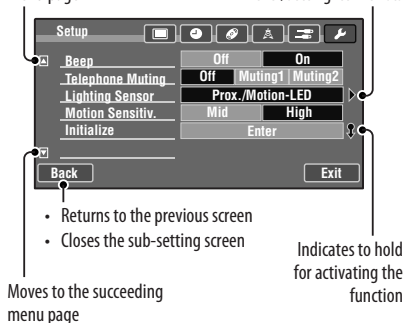 Setup
Beep Off On
Telephone Muting Off Muting1 Muting2
Lighting Sensor Prox./Motion-LED
Motion Sensitiv. Mid High
Initialize Enter
Back Exit
• Returns to the previous screen
• Closes the sub-setting screen
Indicates to hold
for activating the
function
Moves to the succeeding
menu page